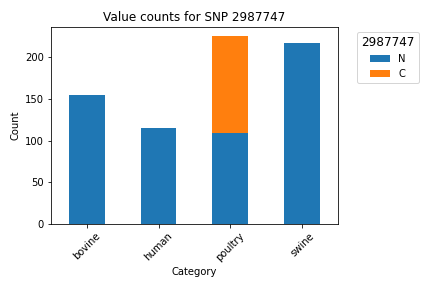 Value counts for SNP 2987747
2987747
N
C
Count
200
150
100
50
0
bovine
human
poultry
swine
Category